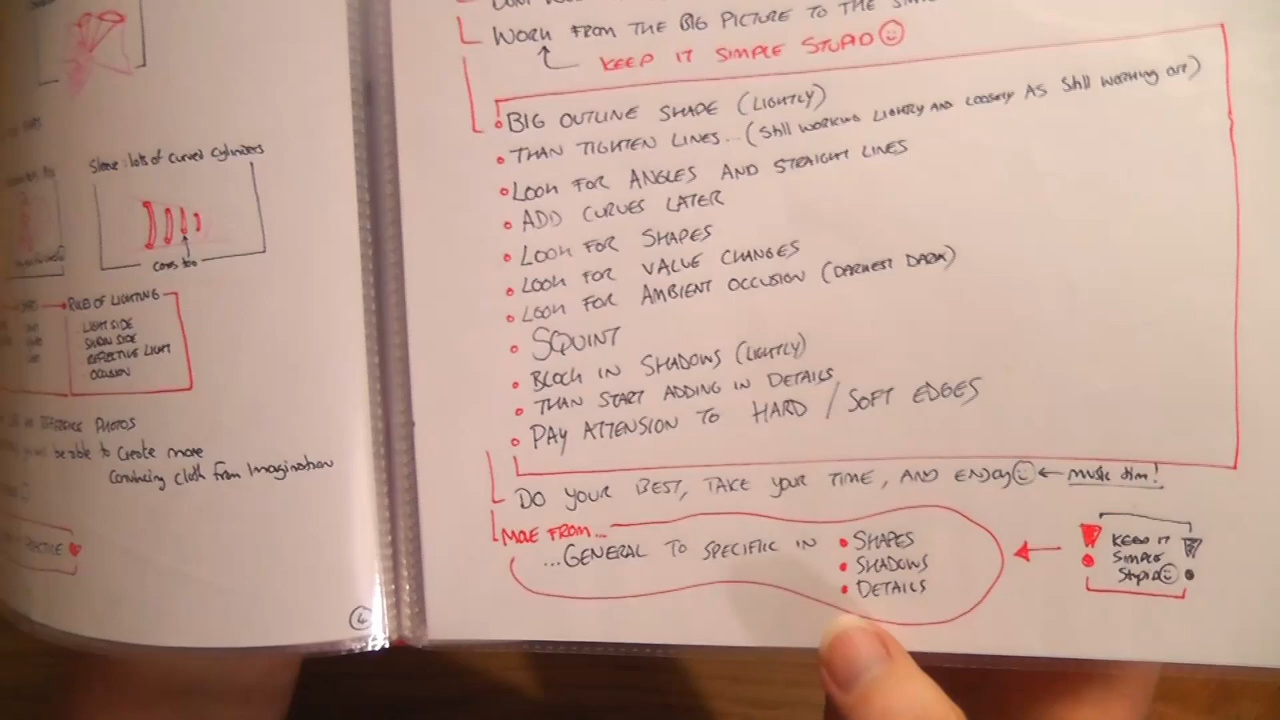 Sleeve: lots of curved cylinders
cones too
RULES OF LIGHTING
LIGHT SIDE
SHADOW SIDE
REFLECTIVE LIGHT
OCCLUSION
REFERENCE PHOTOS
be able to create more
Convincing cloth from Imagination
PRACTICE
WORK FROM THE BIG PICTURE TO THE
KEEP IT SIMPLE STUPID
BIG OUTLINE SHAPE (LIGHTLY)
THAN TIGHTEN LINES... (Still WORKING LIGHTLY AND LOOSELY AS Still WORKING OUT)
LOOK FOR ANGLES AND STRAIGHT LINES
ADD CURVES LATER
LOOK FOR SHAPES
LOOK FOR VALUE CHANGES
LOOK FOR AMBIENT OCCUSION (DARKEST DARK)
SQUINT
BLOCK IN SHADOWS (LIGHTLY)
THAN START ADDING IN DETAILS
PAY ATTENSION TO HARD / SOFT EDGES
DO YOUR BEST, TAKE YOUR TIME, AND ENJOY
MOVE FROM...
...GENERAL TO SPECIFIC IN
SHAPES
SHADOWS
DETAILS
KEEP IT
SIMPLE
Stupid